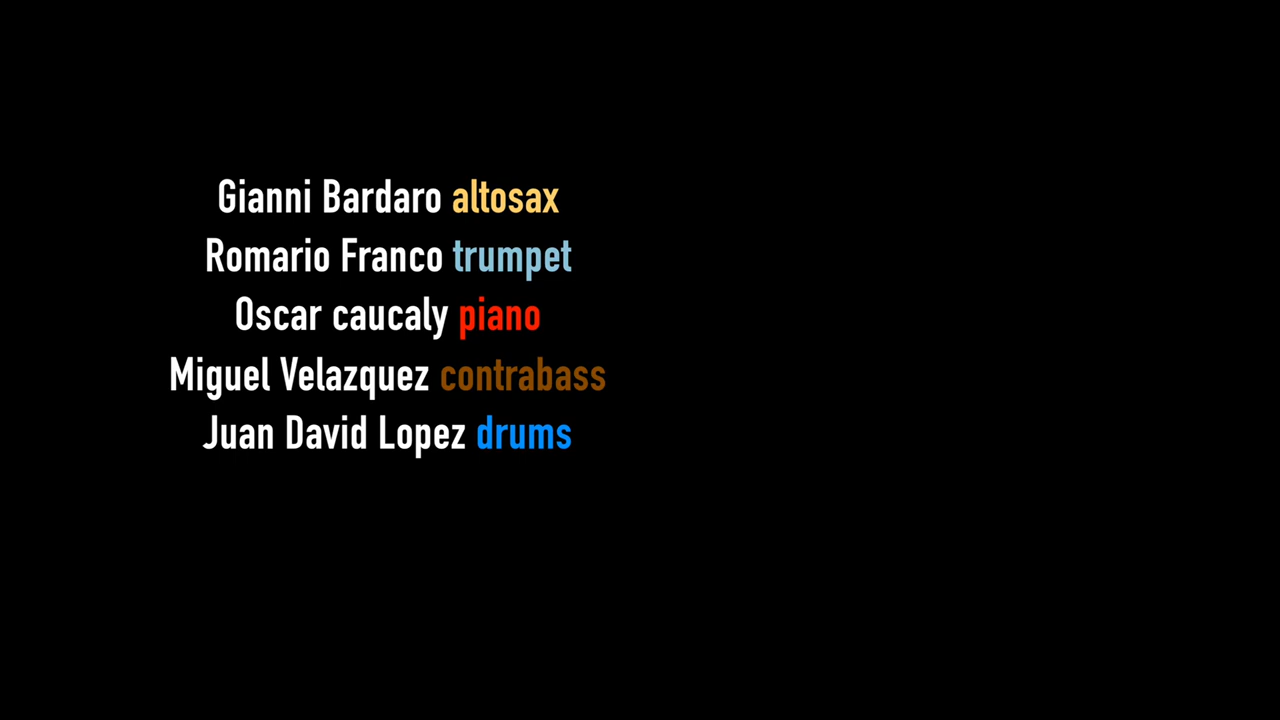 Gianni Bardaro altosax
Romario Franco trumpet
Oscar caucaly piano
Miguel Velazquez contrabass
Juan David Lopez drums